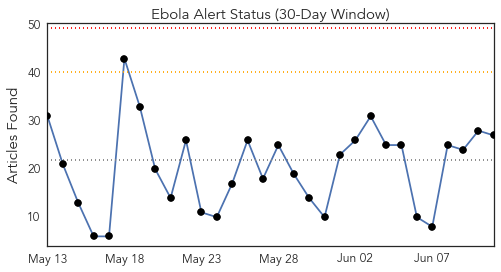 Ebola Alert Status (30-Day Window)
Articles Found
50
40
30
20
10
May 13 May 18 May 23 May 28 Jun 02 Jun 07